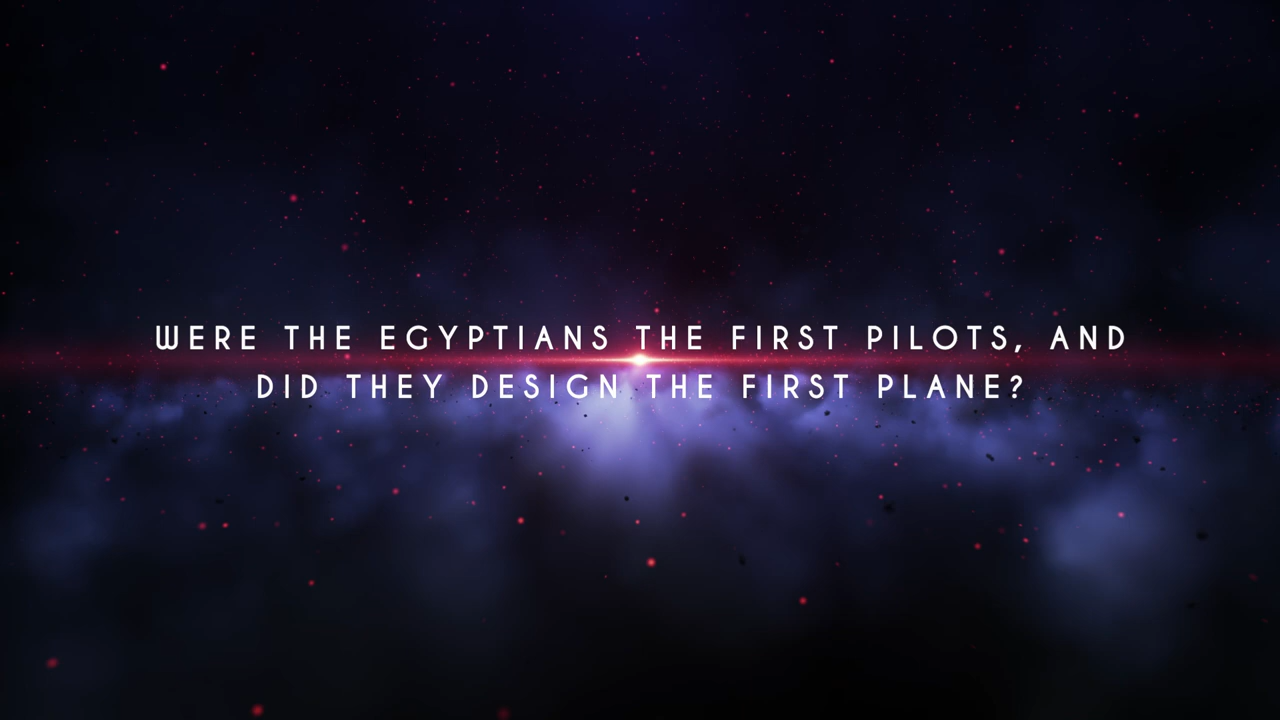 WERE THE EGYPTIANS THE FIRST PILOTS, AND
DID THEY DESIGN THE FIRST PLANE?